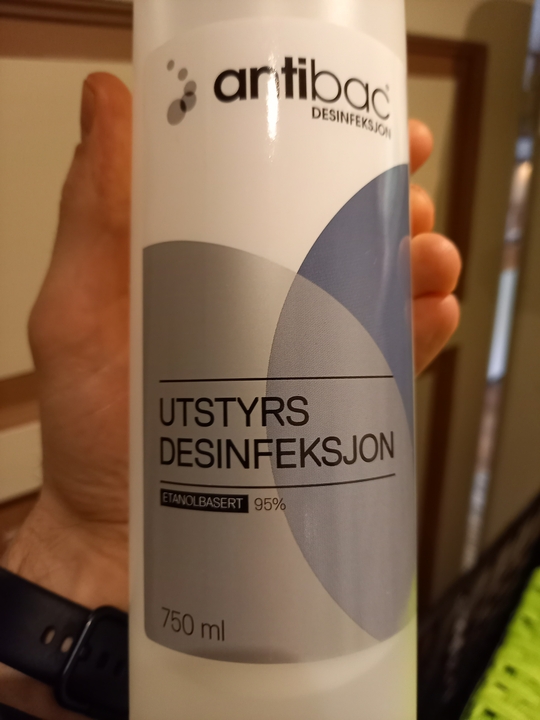 antibac
DESINFEKSJON
UTSTYRS
DESINFEKSJON
ETANOLBASERT 95%
750 ml